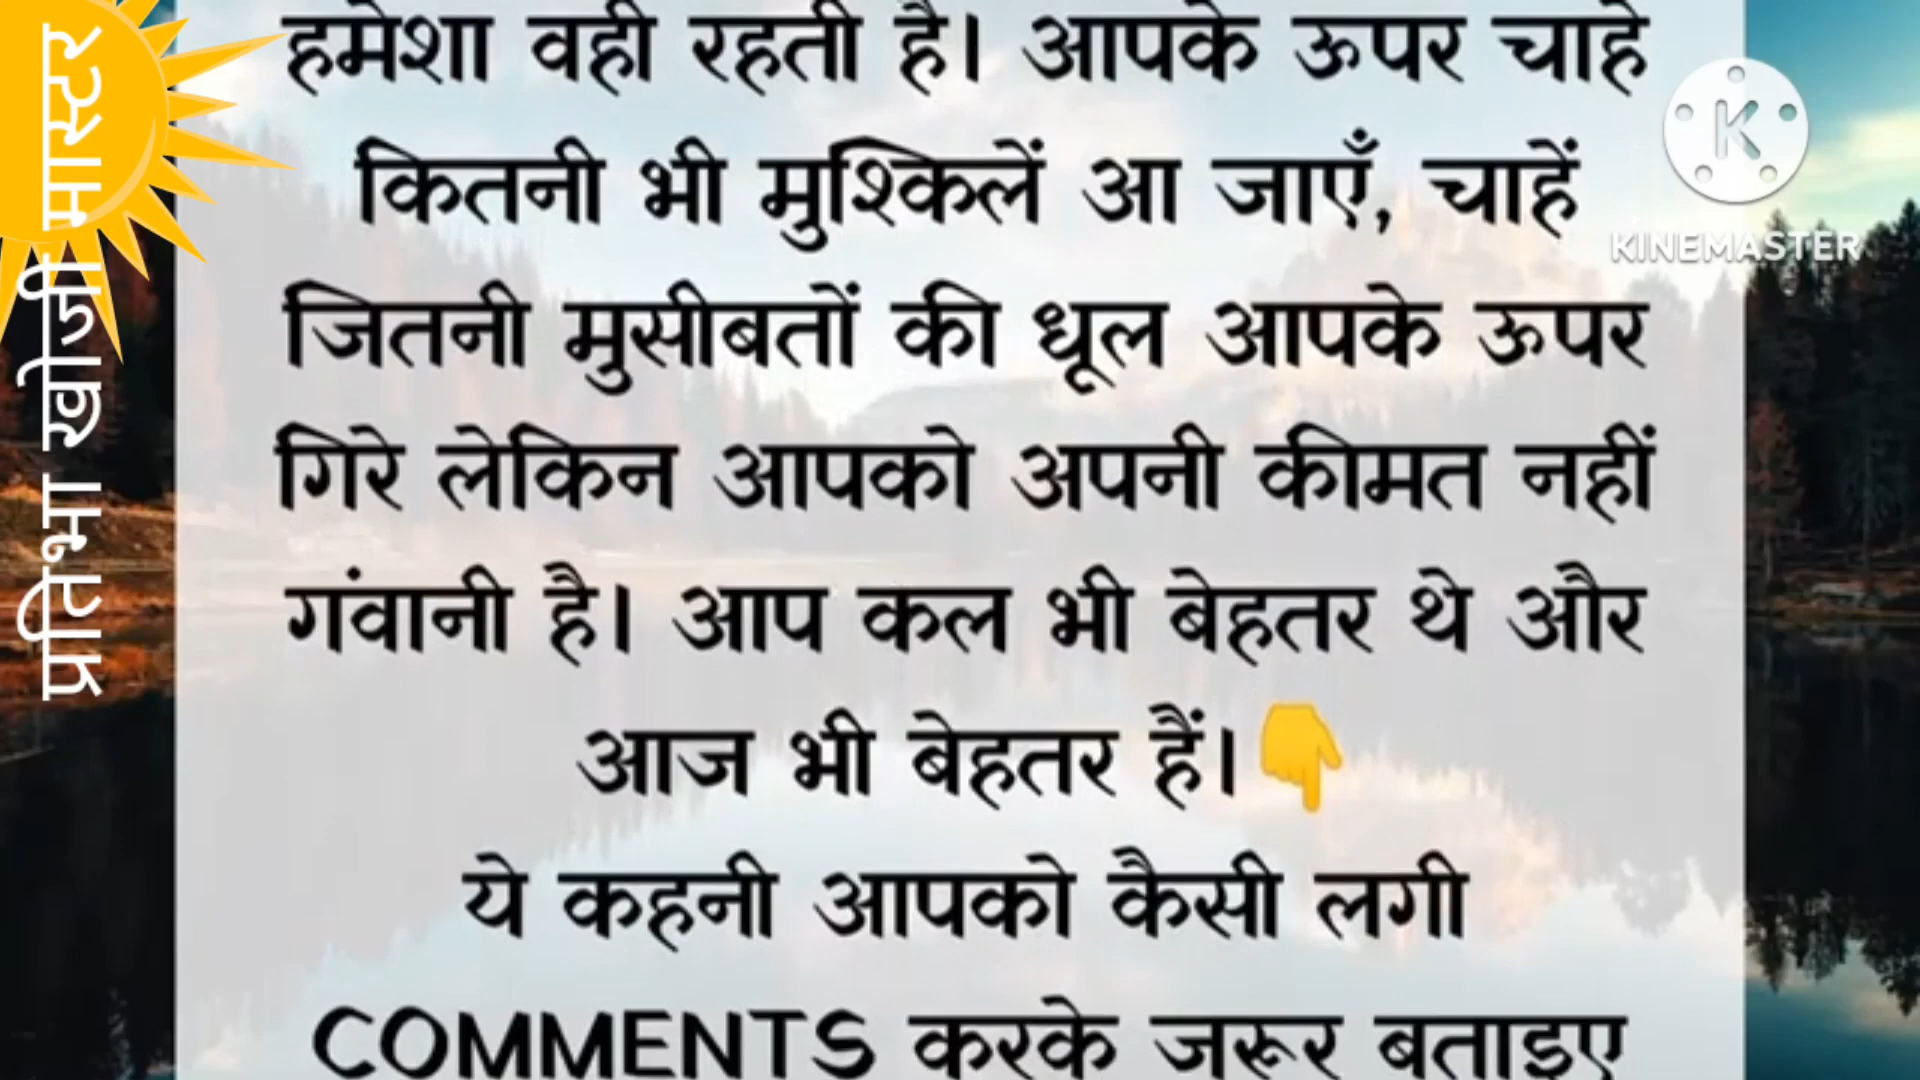 हमेशा वही रहती है। आपके ऊपर चाहे
कितनी भी मुश्किलें आ जाएँ, चाहें
जितनी मुसीबतों की धूल आपके ऊपर
गिरे लेकिन आपको अपनी कीमत नहीं
गंवानी है। आप कल भी बेहतर थे और
आज भी बेहतर हैं।👇
ये कहनी आपको कैसी लगी
COMMENTS करके जरूर बताइए
प्रतिभा खोजी मास्टर
K
KINEMASTER